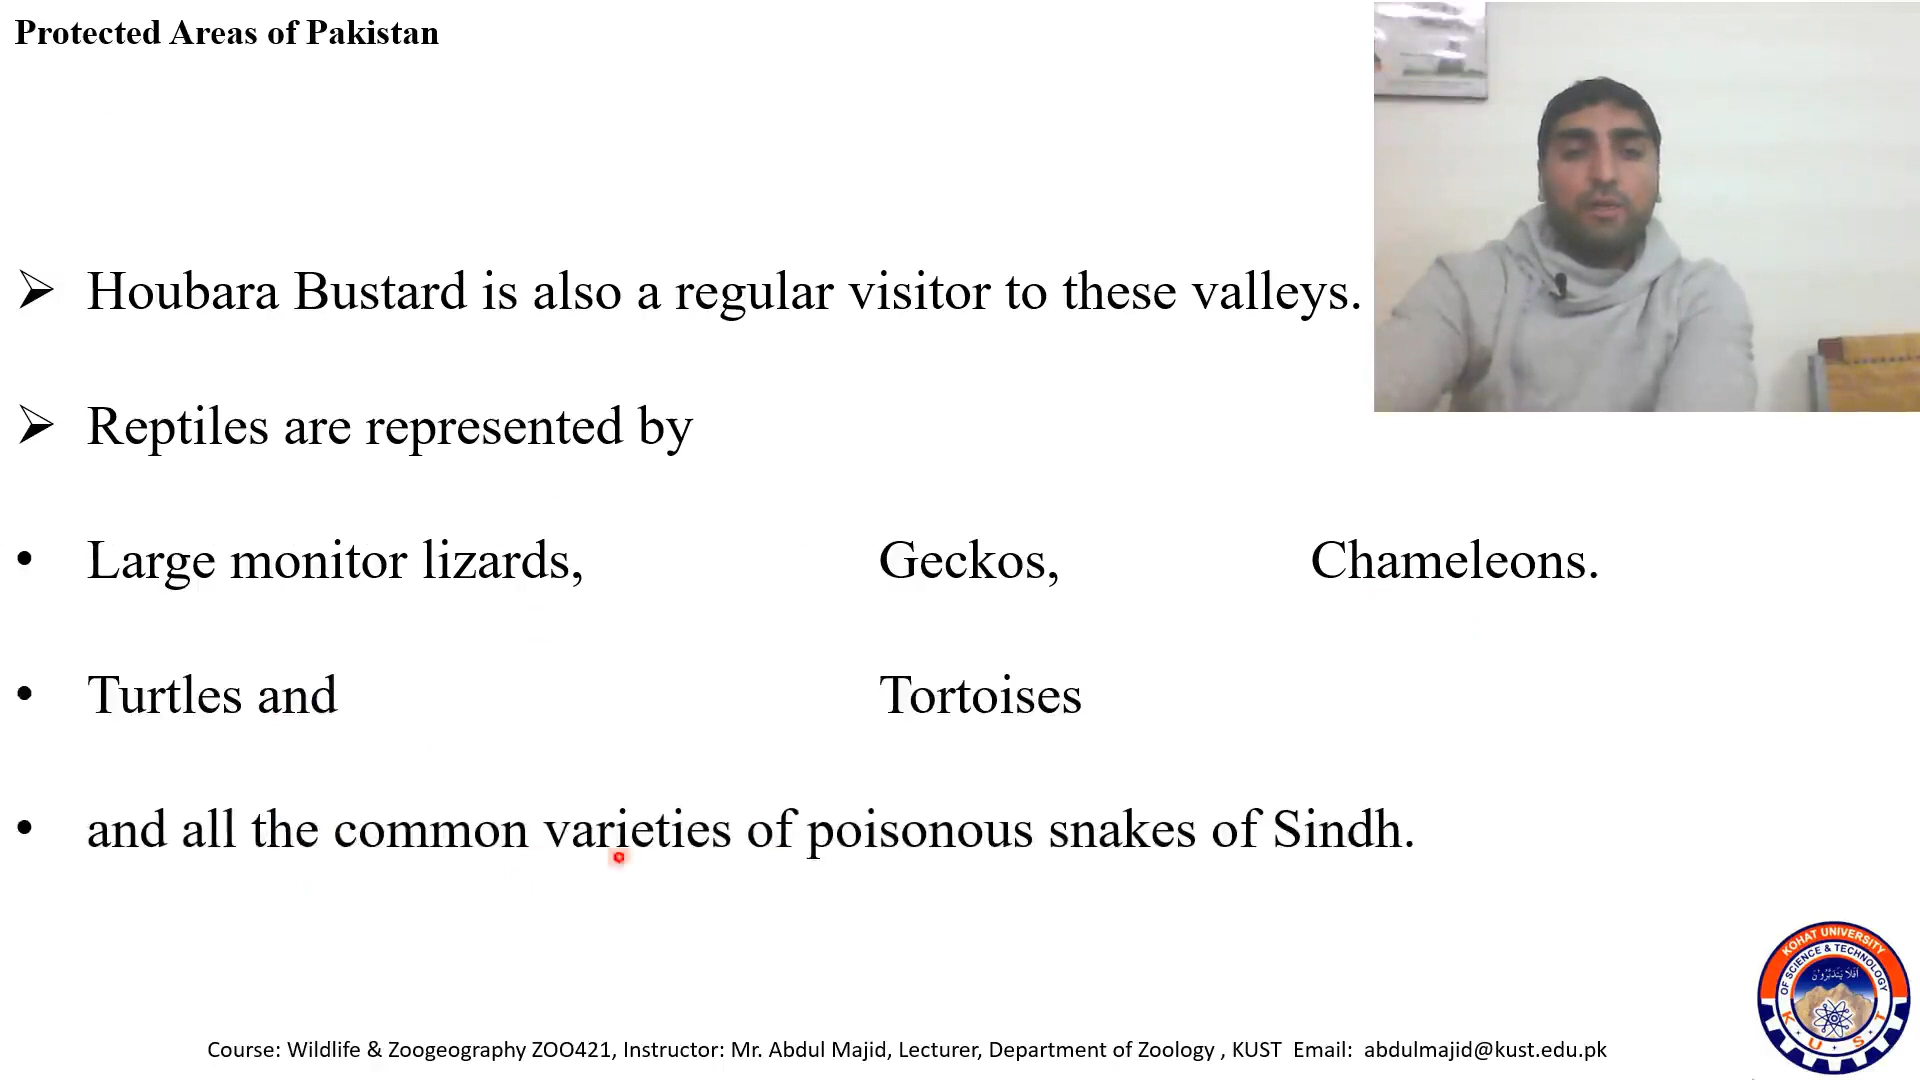 Protected Areas of Pakistan
➢ Houbara Bustard is also a regular visitor to these valleys.
➢ Reptiles are represented by
• Large monitor lizards, Geckos, Chameleons.
• Turtles and Tortoises
• and all the common varieties of poisonous snakes of Sindh.
KOHAT UNIVERSITY
OF SCIENCE & TECHNOLOGY
K U S T
Course: Wildlife & Zoogeography ZOO421, Instructor: Mr. Abdul Majid, Lecturer, Department of Zoology , KUST Email: abdulmajid@kust.edu.pk